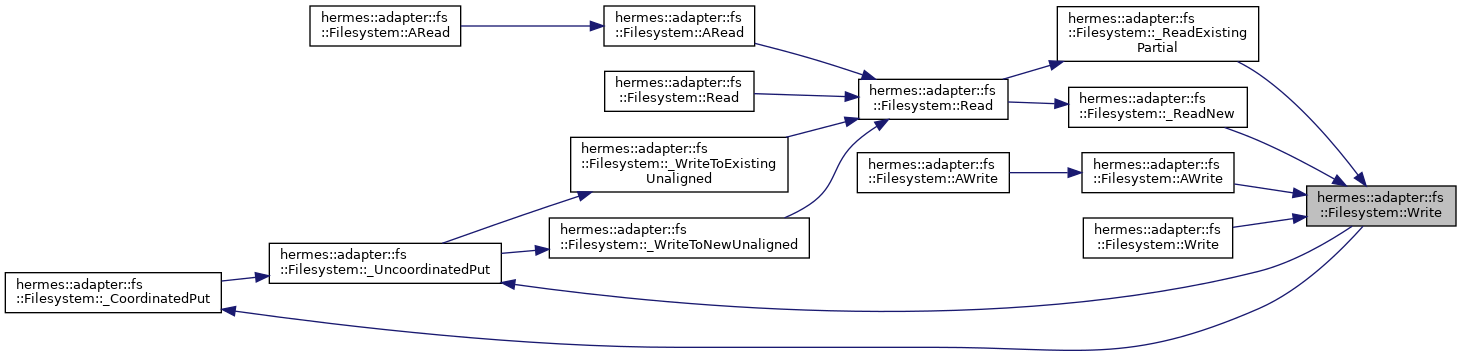 hermes::adapter::fs
::Filesystem::ARead
hermes::adapter::fs
::Filesystem::ARead
hermes::adapter::fs
::Filesystem::_ReadExisting
Partial
hermes::adapter::fs
::Filesystem::Read
hermes::adapter::fs
::Filesystem::Read
hermes::adapter::fs
::Filesystem::_ReadNew
hermes::adapter::fs
::Filesystem::_WriteToExisting
Unaligned
hermes::adapter::fs
::Filesystem::AWrite
hermes::adapter::fs
::Filesystem::AWrite
hermes::adapter::fs
::Filesystem::Write
hermes::adapter::fs
::Filesystem::_WriteToNewUnaligned
hermes::adapter::fs
::Filesystem::Write
hermes::adapter::fs
::Filesystem::_UncoordinatedPut
hermes::adapter::fs
::Filesystem::_CoordinatedPut